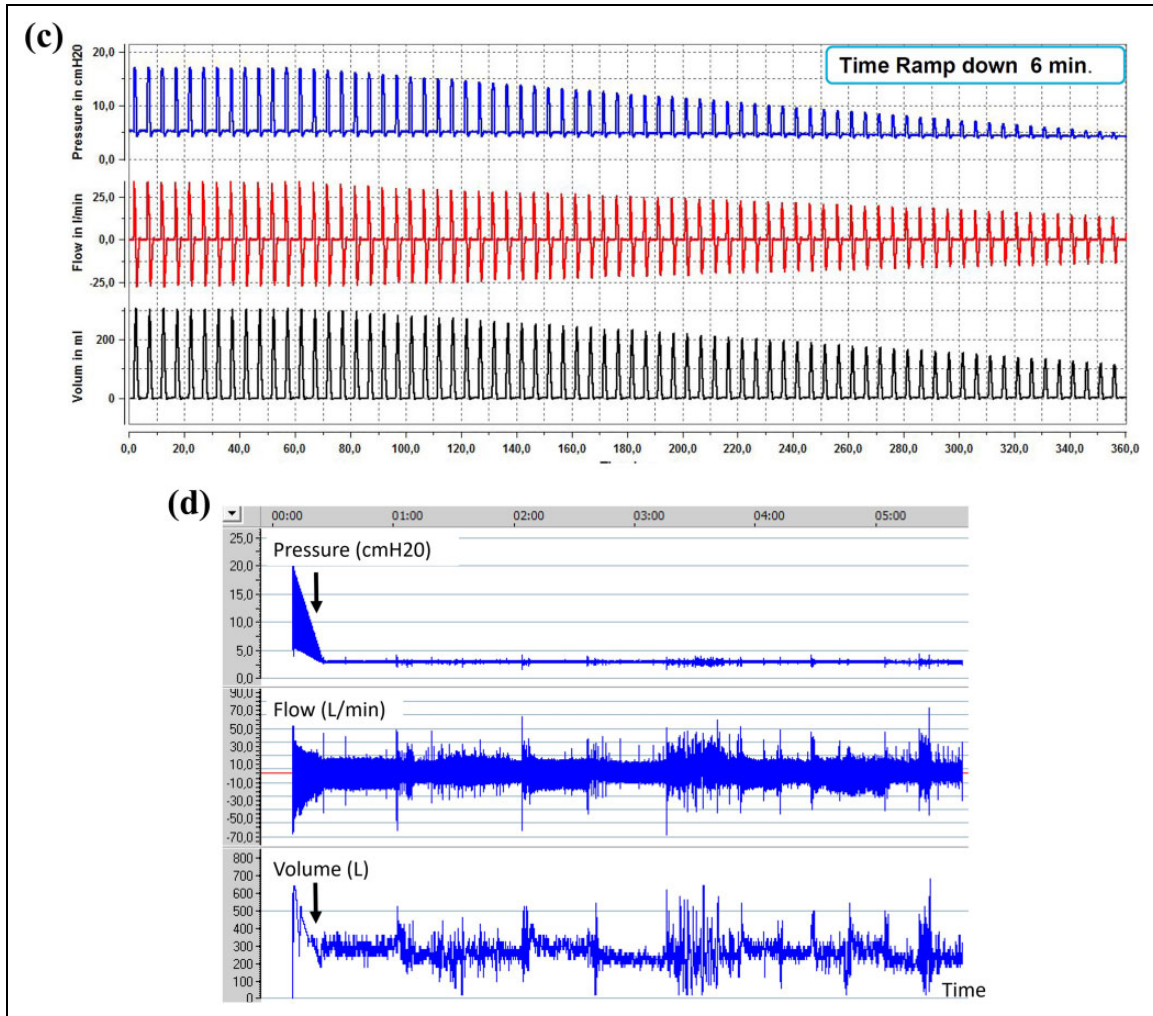 (c)
Time Ramp down 6 min.
Pressure in cmH20
20,0
10,0
0,0
Flow in l/min
25,0
0,0
-25,0
Volum in ml
200
0
0,0 20,0 40,0 60,0 80,0 100,0 120,0 140,0 160,0 180,0 200,0 220,0 240,0 260,0 280,0 300,0 320,0 340,0 360,0
(d)
00:00 01:00 02:00 03:00 04:00 05:00
Pressure (cmH20)
25,0
20,0
15,0
10,0
5,0
0,0
Flow (L/min)
90,0
70,0
50,0
30,0
10,0
-10,0
-30,0
-50,0
-70,0
Volume (L)
800
700
600
500
400
300
200
100
0
Time